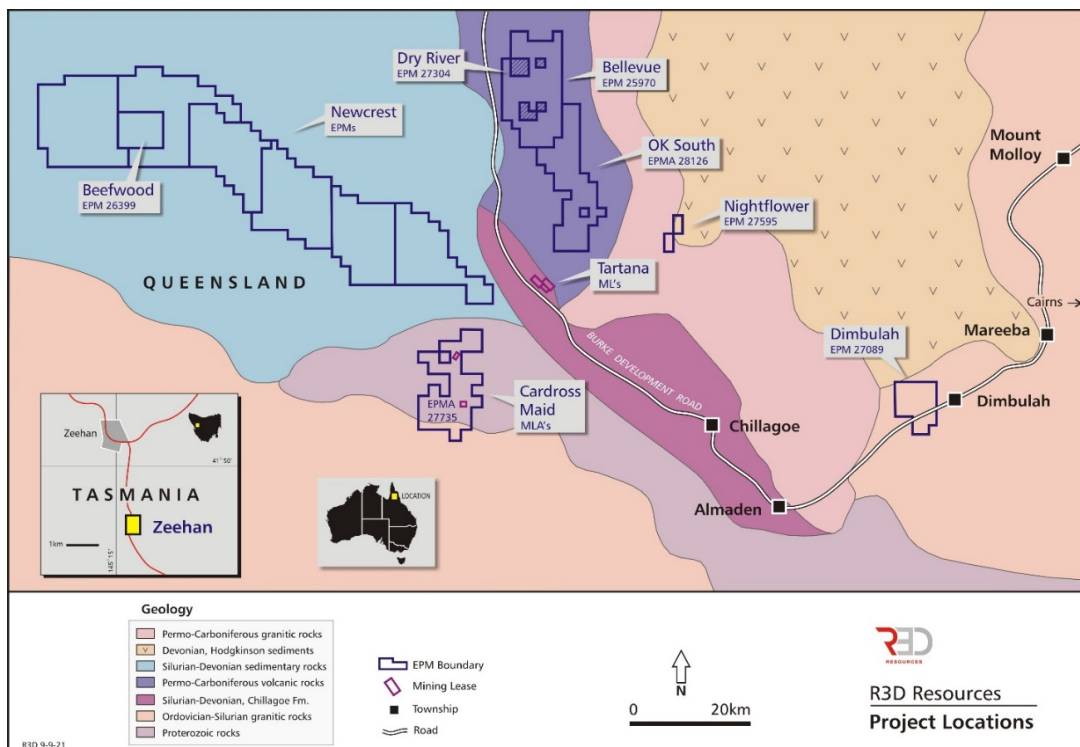 Dry River
EPM 27304
Bellevue
EPM 25970
Newcrest
EPMs
Beefwood
EPM 26399
OK South
EPMA 28126
Mount
Molloy
Nightflower
EPM 27595
QUEENSLAND
Tartana
ML's
Cairns →
Mareeba
Dimbulah
EPM 27089
BURKE DEVELOPMENT ROAD
EPMA
27735
Cardross
Maid
MLA's
Dimbulah
Chillagoe
Almaden
Zeehan
41°50'
TASMANIA
Zeehan
1km
145°15'
LOCATION
Geology
Permo-Carboniferous granitic rocks
Devonian, Hodgkinson sediments
Silurian-Devonian sedimentary rocks
Permo-Carboniferous volcanic rocks
Silurian-Devonian, Chillagoe Fm.
Ordovician-Silurian granitic rocks
Proterozoic rocks
EPM Boundary
Mining Lease
Township
Road
N
0 20km
R3D
RESOURCES
R3D Resources
Project Locations
R3D 9-9-21